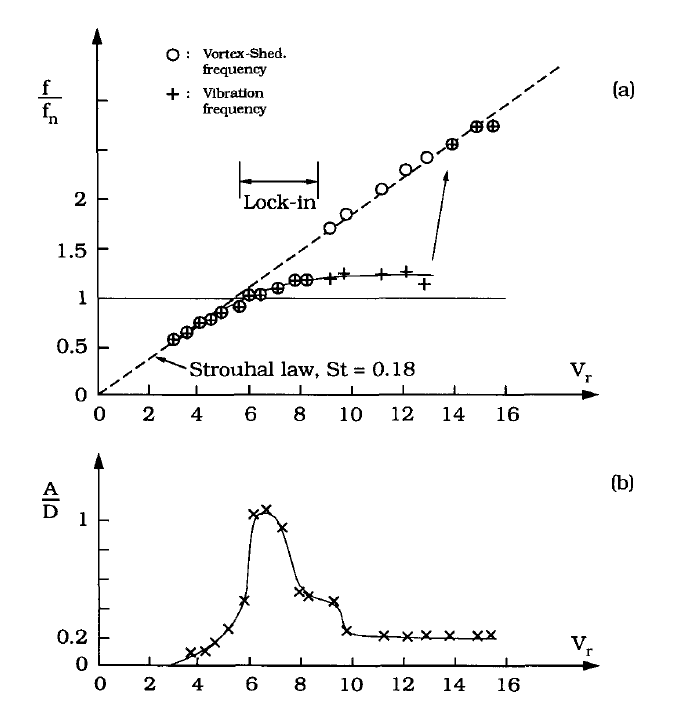 f
fn
O : Vortex-Shed.
frequency
+ : Vibration
frequency
(a)
Lock-in
2
1.5
1
0.5
0
Strouhal law, St = 0.18
Vr
0 2 4 6 8 10 12 14 16
A
D
(b)
1
0.2
0
Vr
0 2 4 6 8 10 12 14 16